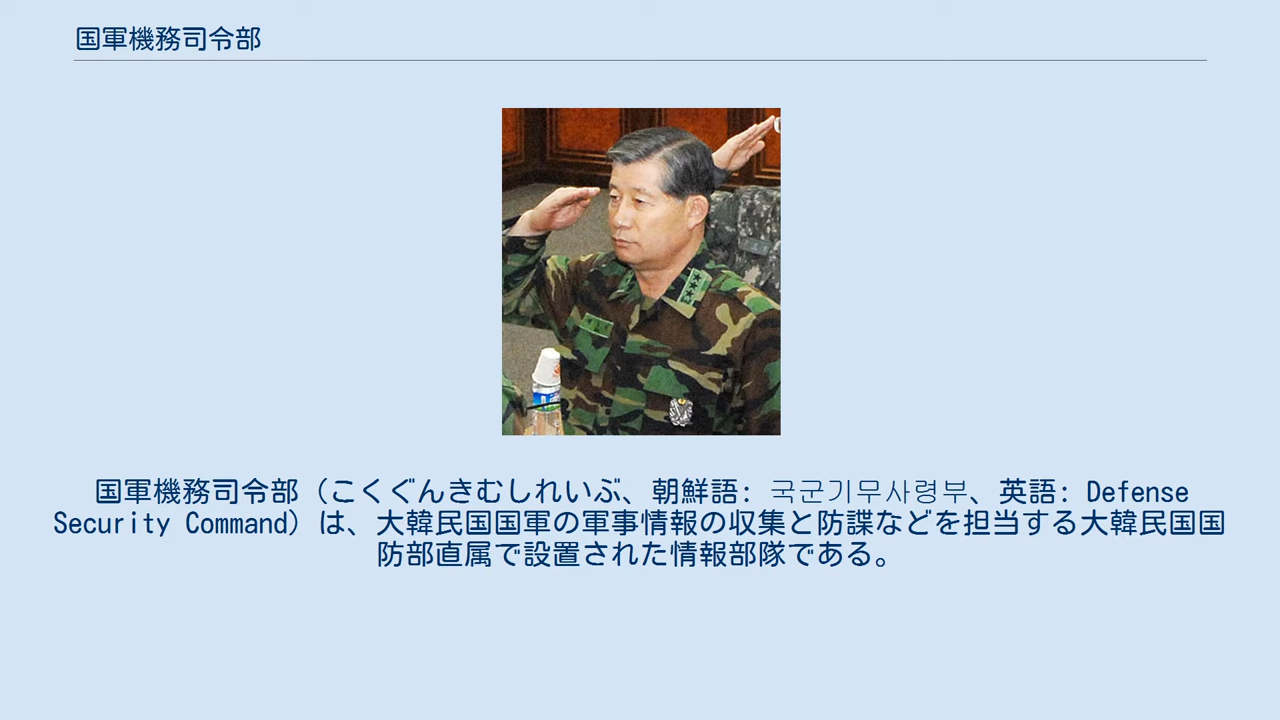 国軍機務司令部
国軍機務司令部（こくぐんきむしれいぶ、朝鮮語: 국군기무사령부、英語: Defense
Security Command）は、大韓民国国軍の軍事情報の収集と防諜などを担当する大韓民国国
防部直属で設置された情報部隊である。